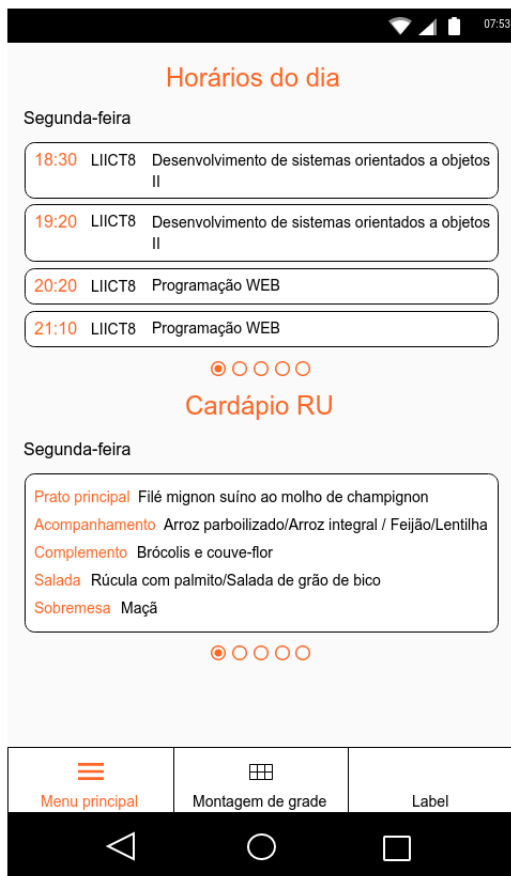 07:53
Horários do dia
Segunda-feira
18:30 LIICT8 Desenvolvimento de sistemas orientados a objetos
II
19:20 LIICT8 Desenvolvimento de sistemas orientados a objetos
II
20:20 LIICT8 Programação WEB
21:10 LIICT8 Programação WEB
Cardápio RU
Segunda-feira
Prato principal Filé mignon suíno ao molho de champignon
Acompanhamento Arroz parboilizado/Arroz integral / Feijão/Lentilha
Complemento Brócolis e couve-flor
Salada Rúcula com palmito/Salada de grão de bico
Sobremesa Maçã
Menu principal Montagem de grade Label